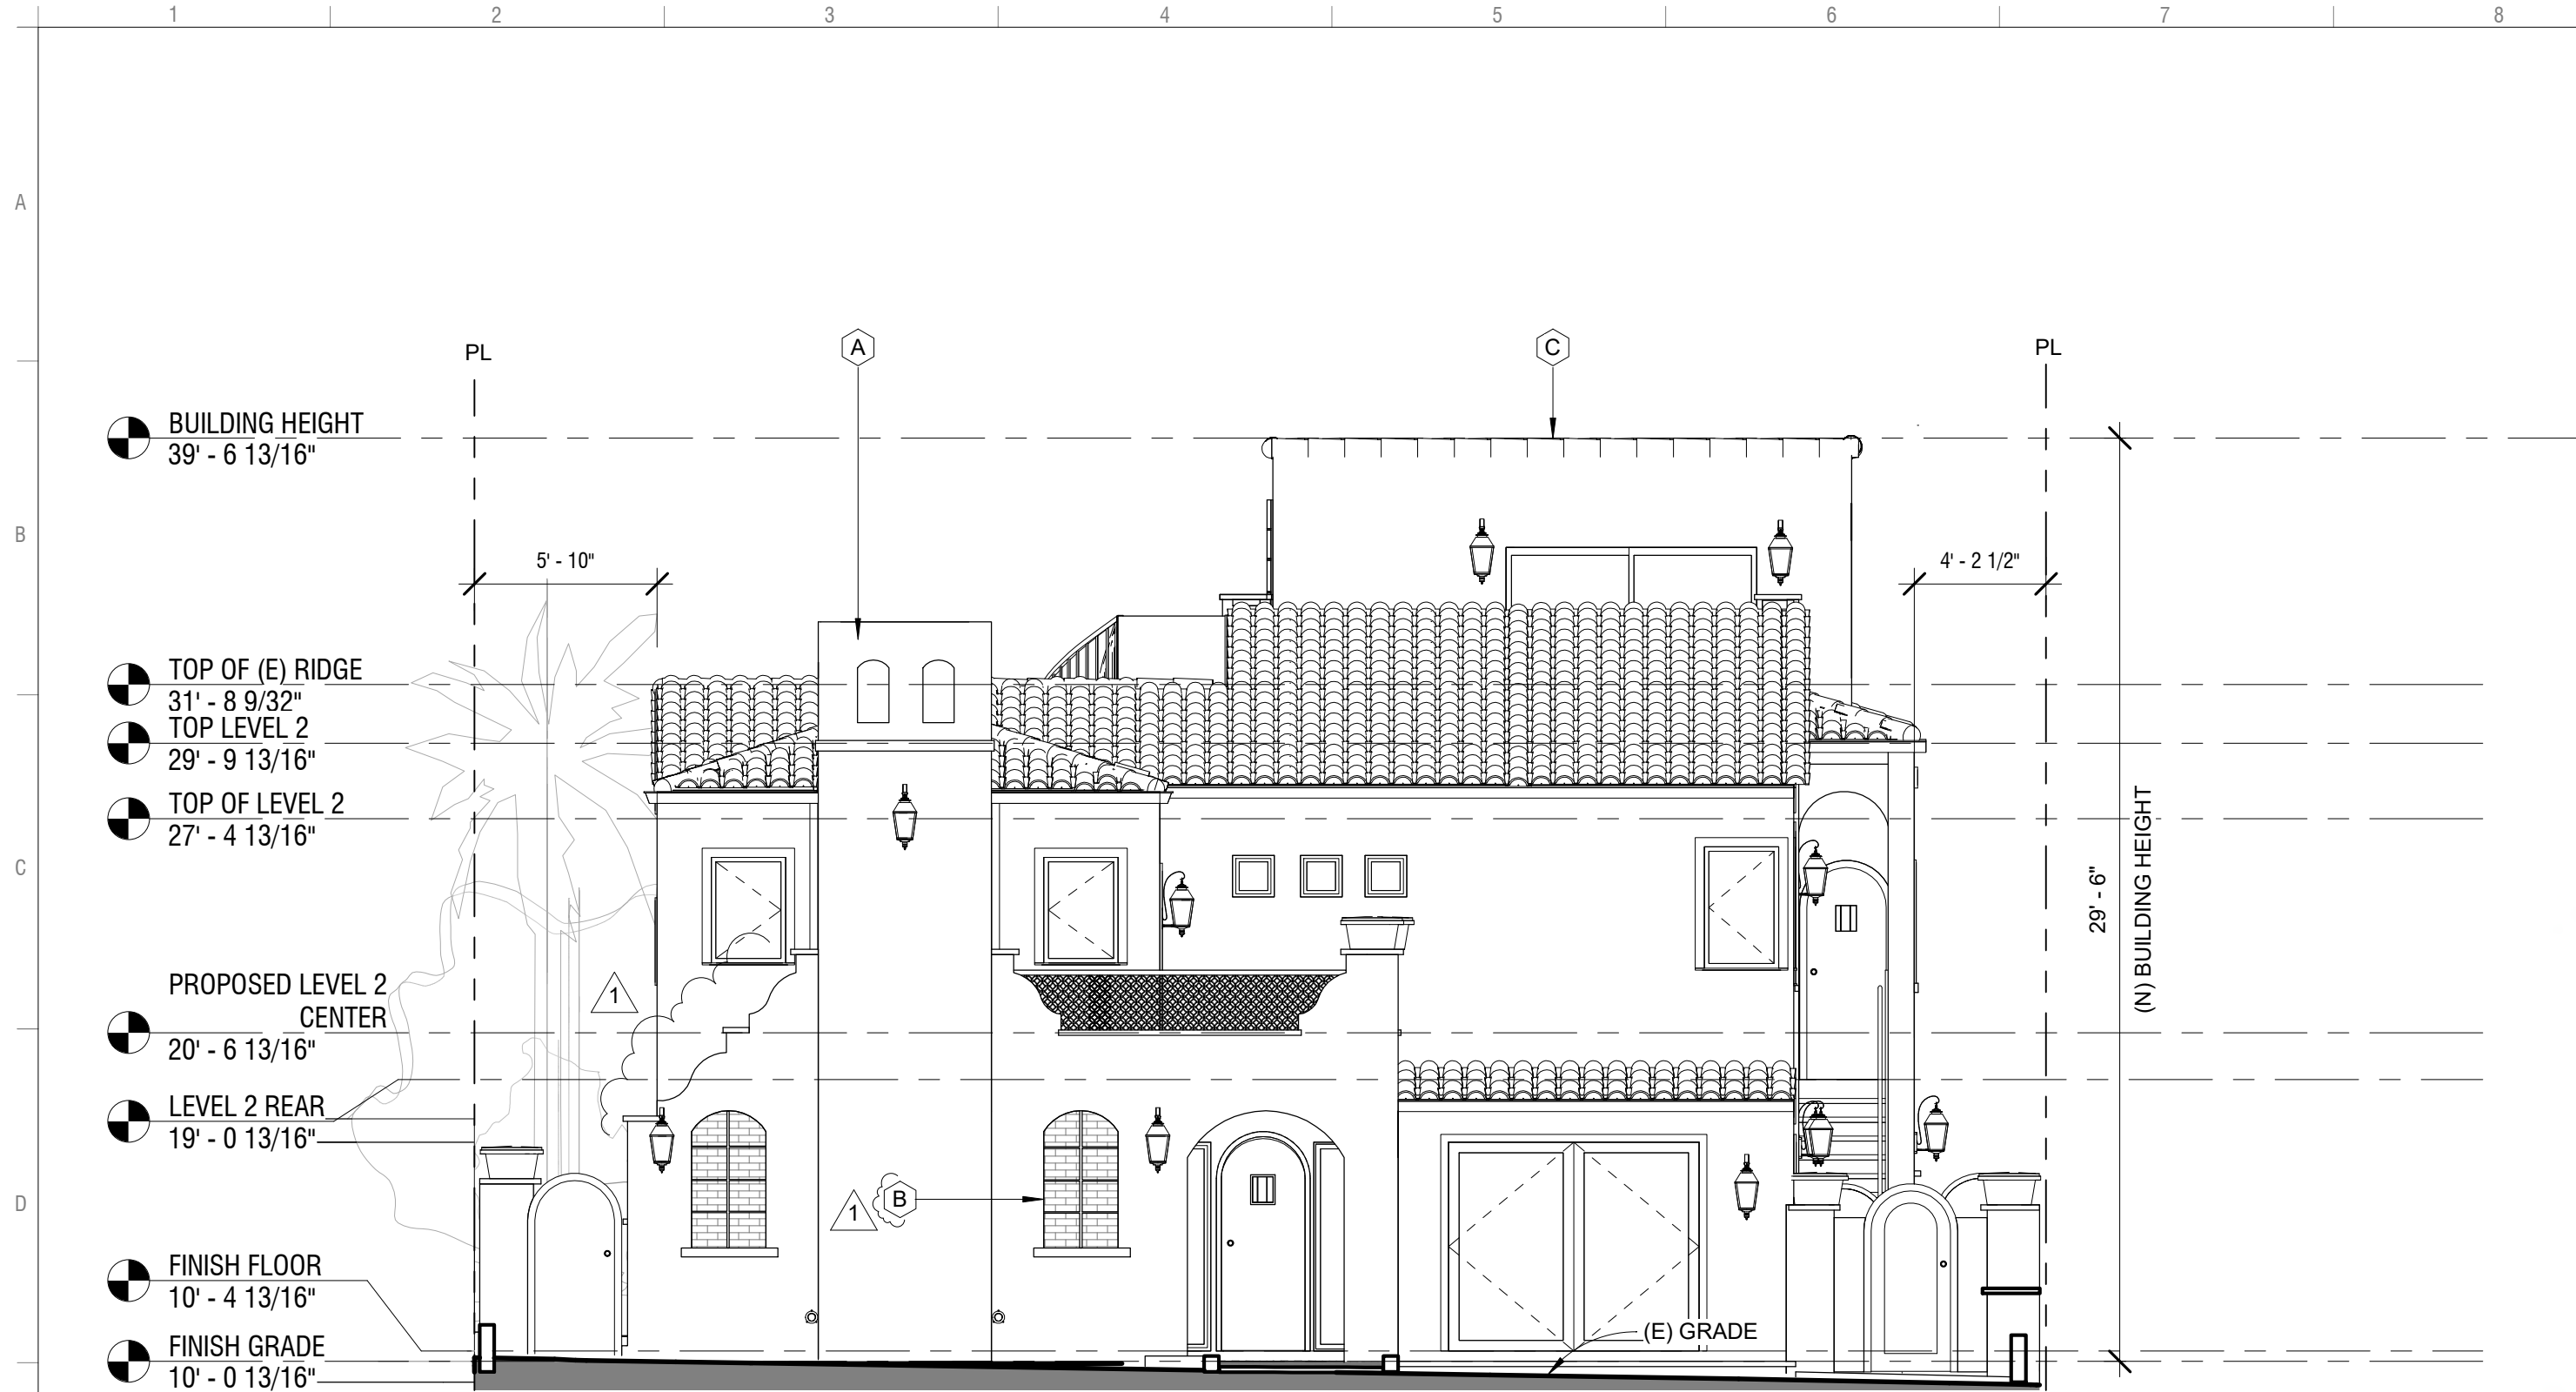 1 2 3 4 5 6 7 8
A
PL A C PL
BUILDING HEIGHT
39' - 6 13/16"
B
5' - 10" 4' - 2 1/2"
TOP OF (E) RIDGE
31' - 8 9/32"
TOP LEVEL 2
29' - 9 13/16"
TOP OF LEVEL 2
27' - 4 13/16"
C
29' - 6"
(N) BUILDING HEIGHT
PROPOSED LEVEL 2
CENTER
20' - 6 13/16"
1
LEVEL 2 REAR
19' - 0 13/16"
D
1 B
FINISH FLOOR
10' - 4 13/16"
(E) GRADE
FINISH GRADE
10' - 0 13/16"